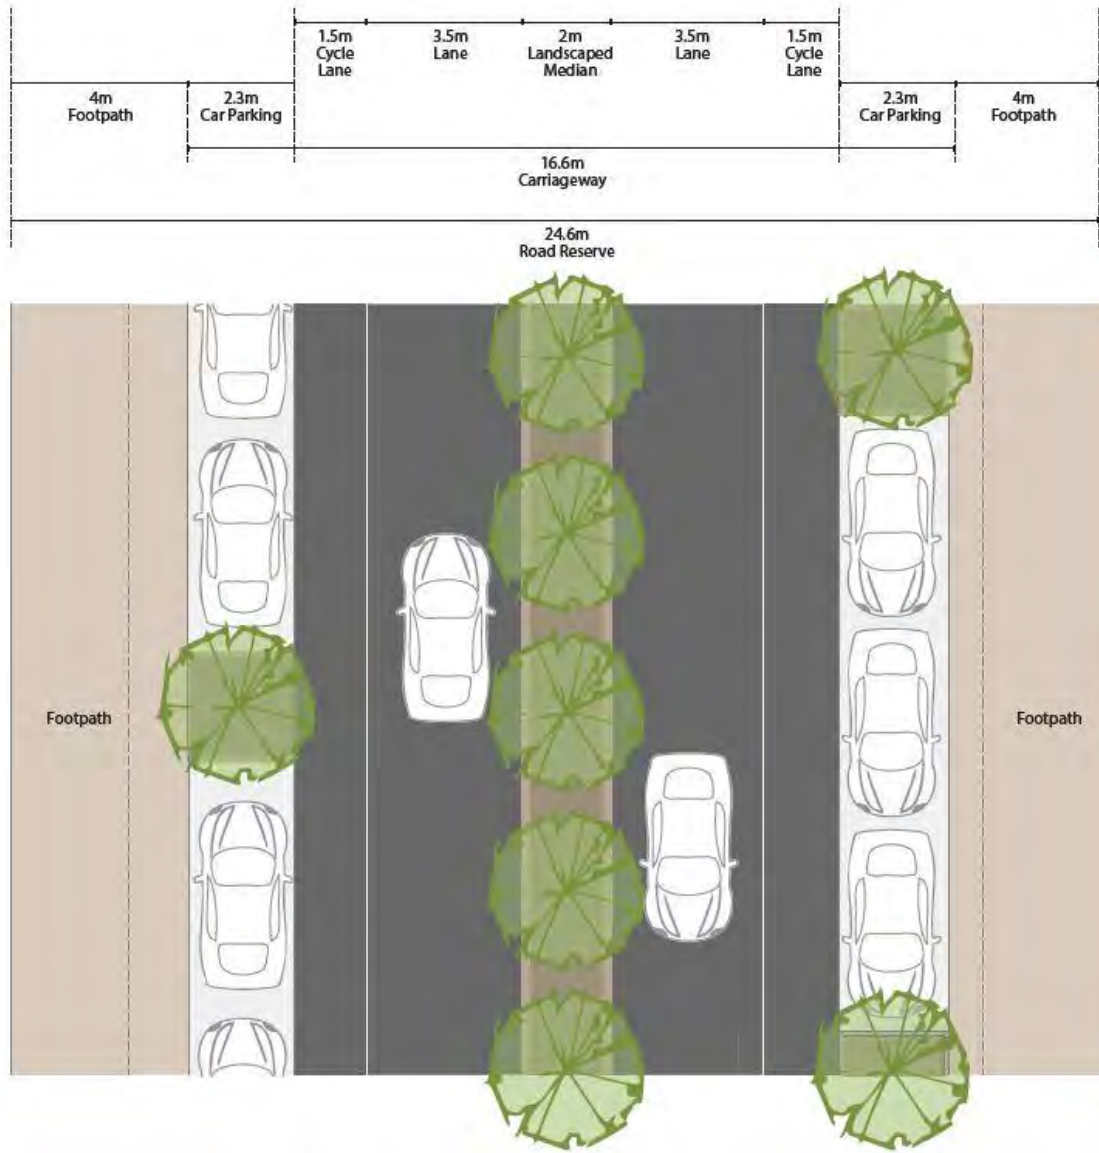 1.5m
Cycle
Lane
3.5m
Lane
2m
Landscaped
Median
3.5m
Lane
1.5m
Cycle
Lane
4m
Footpath
2.3m
Car Parking
2.3m
Car Parking
4m
Footpath
16.6m
Carriageway
24.6m
Road Reserve
Footpath
Footpath